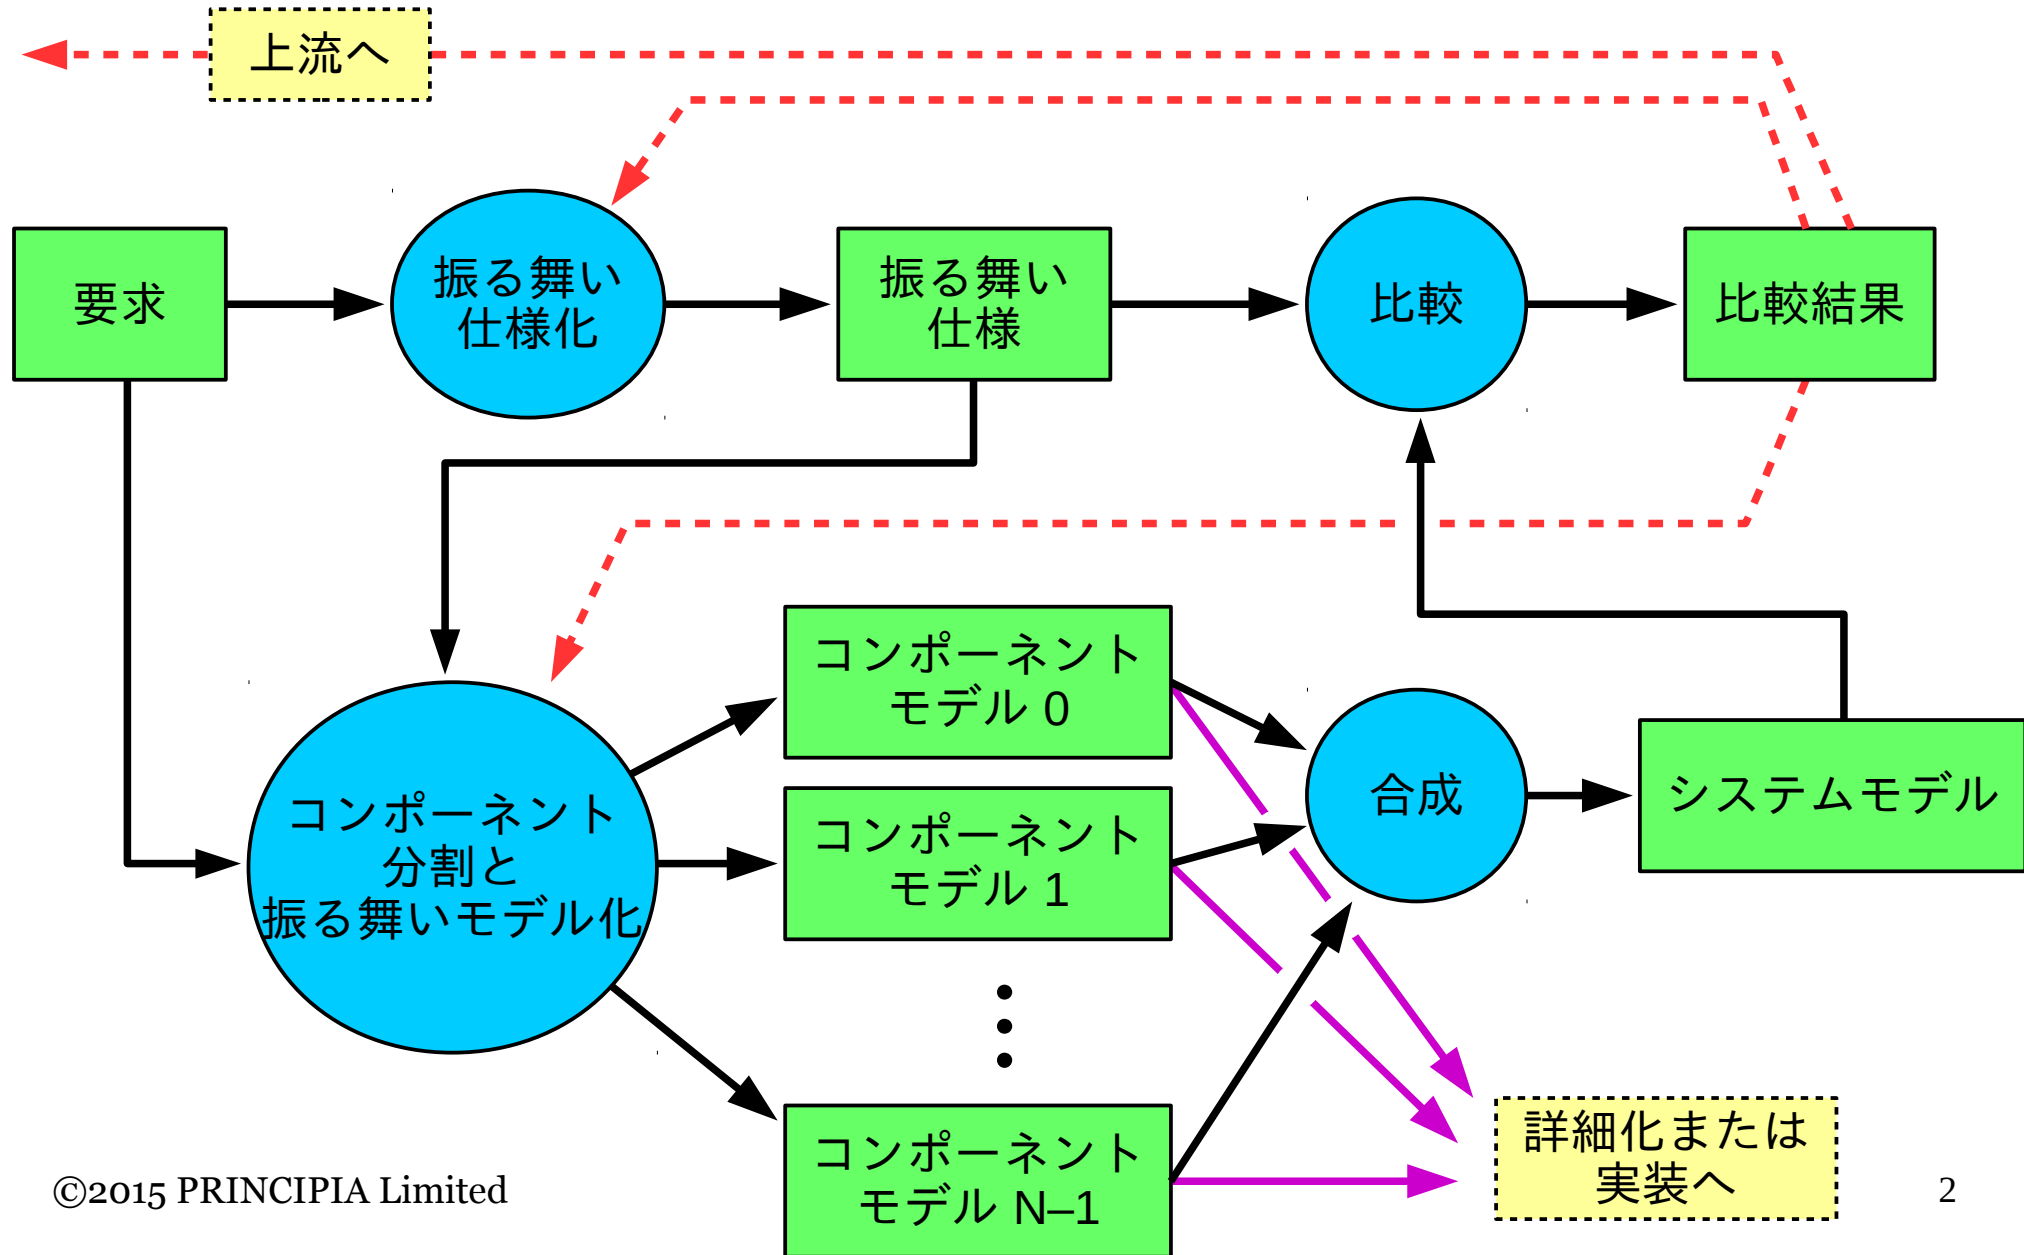 上流へ
要求
振る舞い
仕様化
振る舞い
仕様
比較
比較結果
コンポーネント
分割と
振る舞いモデル化
コンポーネント
モデル 0
コンポーネント
モデル 1
コンポーネント
モデル N–1
合成
システムモデル
詳細化または
実装へ
©2015 PRINCIPIA Limited
2